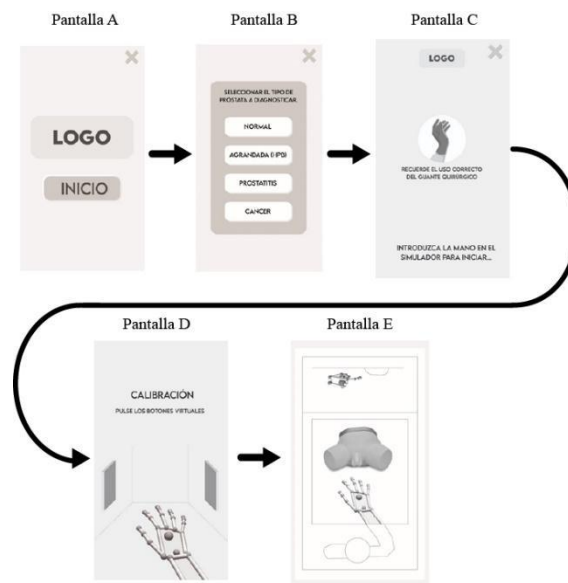 Pantalla A
Pantalla B
Pantalla C
LOGO
INICIO
SELECCIONAR EL TIPO DE
PRÓSTATA A DIAGNOSTICAR
NORMAL
AGRANDADA (HPB)
PROSTATITIS
CANCER
LOGO
RECUERDE EL USO CORRECTO
DEL GUANTE QUIRÚRGICO
INTRODUZCA LA MANO EN EL
SIMULADOR PARA INICIAR...
Pantalla D
Pantalla E
CALIBRACIÓN
PULSE LOS BOTONES VIRTUALES